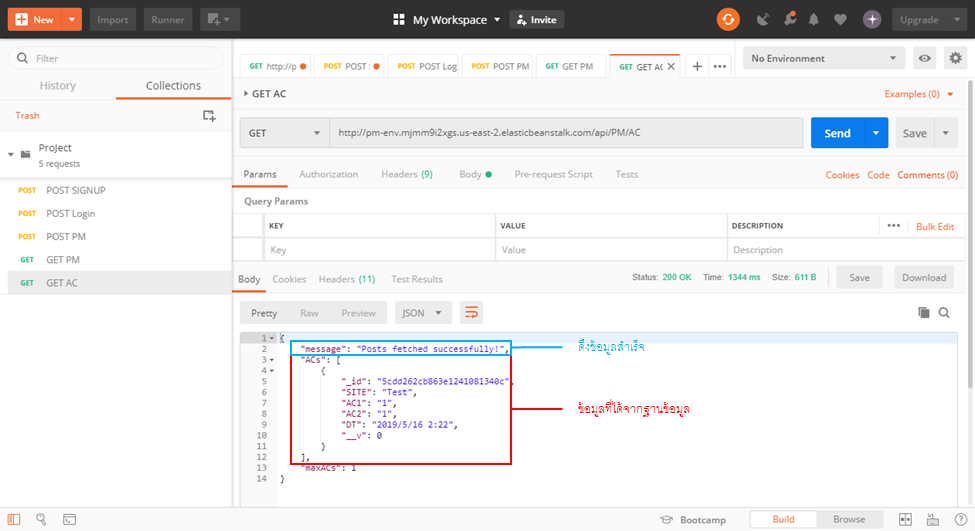 New Import Runner My Workspace Invite Upgrade
Filter
History Collections
Trash
Project
5 requests
POST POST SIGNUP
POST POST Login
POST POST PM
GET GET PM
GET GET AC
GET http://p POST POST : POST POST Log POST POST PM GET GET PM GET GET AC No Environment
GET AC Examples (0)
GET http://pm-env.mjmm9i2xgs.us-east-2.elasticbeanstalk.com/api/PM/AC Send Save
Params Authorization Headers (9) Body Pre-request Script Tests Cookies Code Comments (0)
Query Params
KEY VALUE DESCRIPTION Bulk Edit
Key Value Description
Body Cookies Headers (11) Test Results Status: 200 OK Time: 1344 ms Size: 611 B Save Download
Pretty Raw Preview JSON
1 {
2 "message": "Posts fetched successfully!", ดึงข้อมูลสำเร็จ
3 "ACs": [
4 {
5 "_id": "5cdd262cb863e1241081340c",
6 "SITE": "Test",
7 "AC1": "1",
8 "AC2": "1", ข้อมูลที่ได้จากฐานข้อมูล
9 "DT": "2019/5/16 2:22",
10 "__v": 0
11 }
12 ],
13 "maxACs": 1
14 }
Bootcamp Build Browse